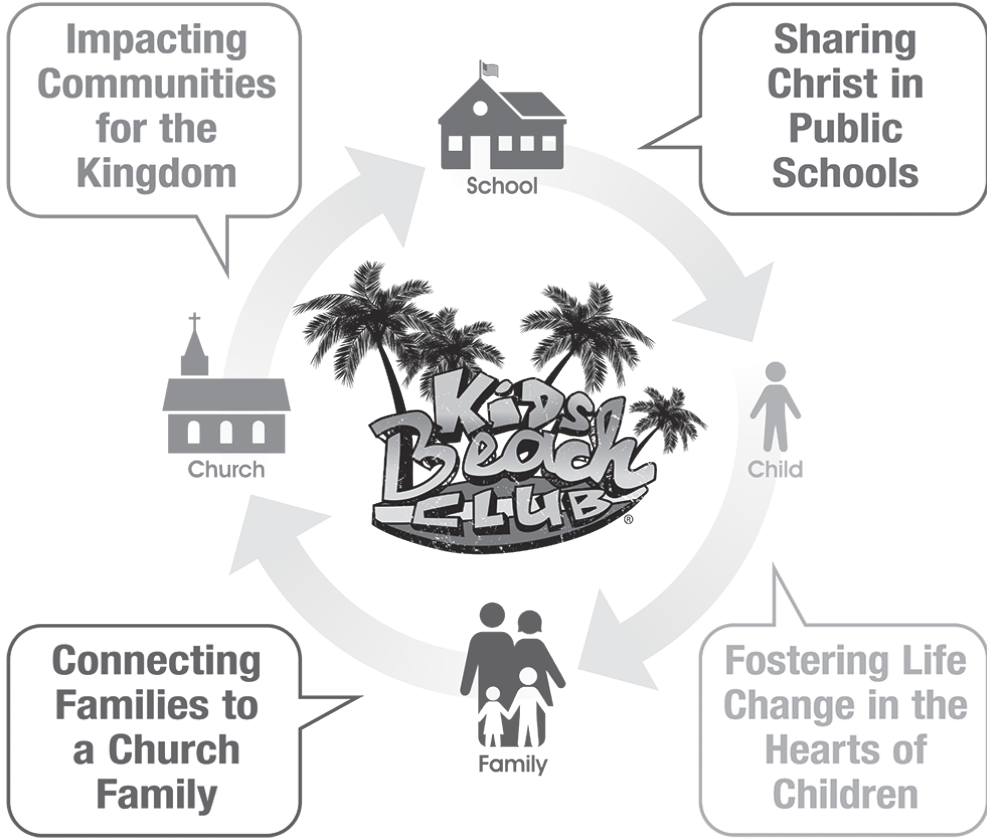 Impacting
Communities
for the
Kingdom
Sharing
Christ in
Public
Schools
School
Kids
Beach
CLUB
®
Church
Child
Connecting
Families to
a Church
Family
Family
Fostering Life
Change in the
Hearts of
Children